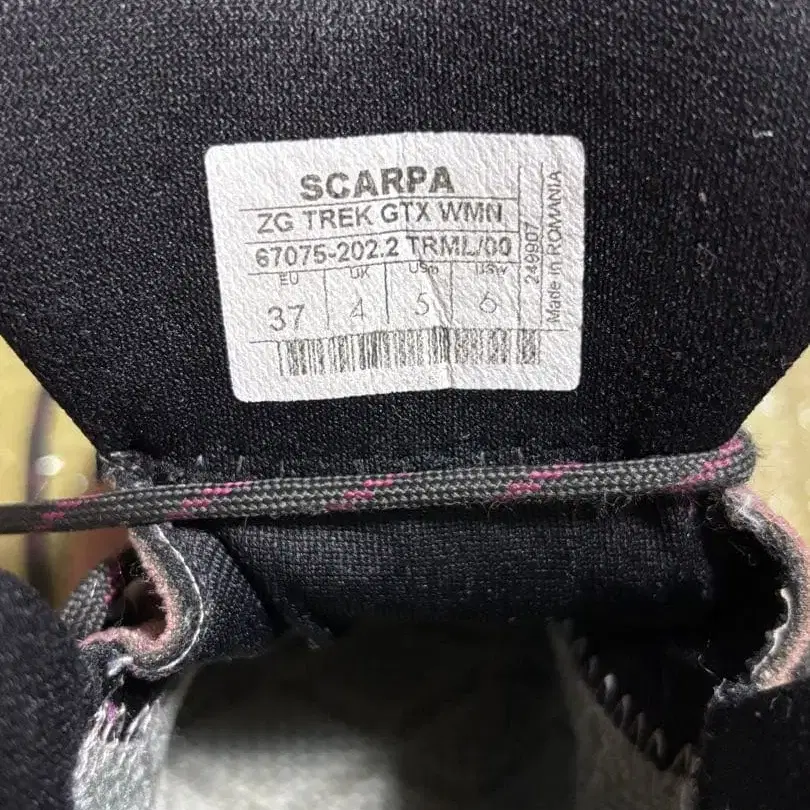 SCARPA
ZG TREK GTX WMN
67075-202.2 TRML/00
EU UK USm USW
37 4 5 6
249907
Made in ROMANIA